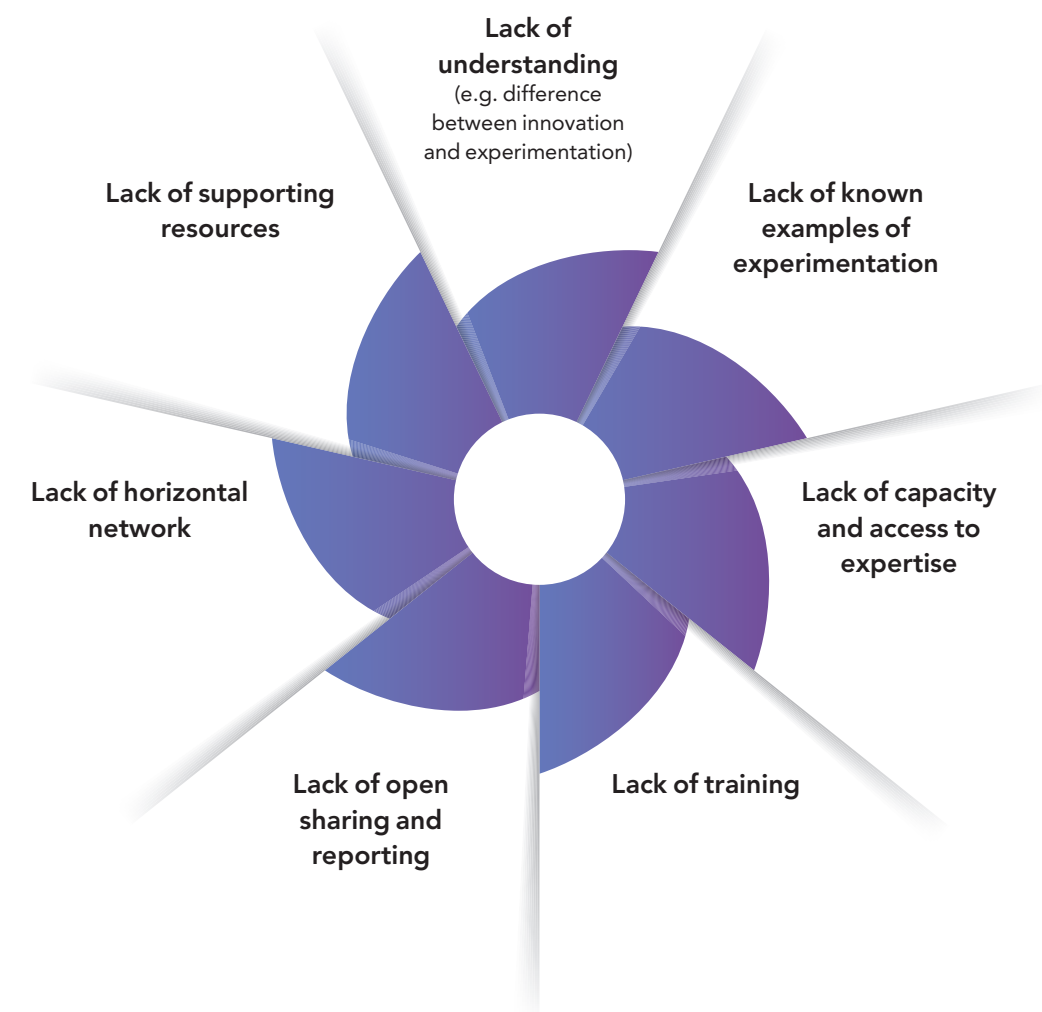 Lack of
understanding
(e.g. difference
between innovation
and experimentation)
Lack of known
examples of
experimentation
Lack of capacity
and access to
expertise
Lack of training
Lack of open
sharing and
reporting
Lack of horizontal
network
Lack of supporting
resources